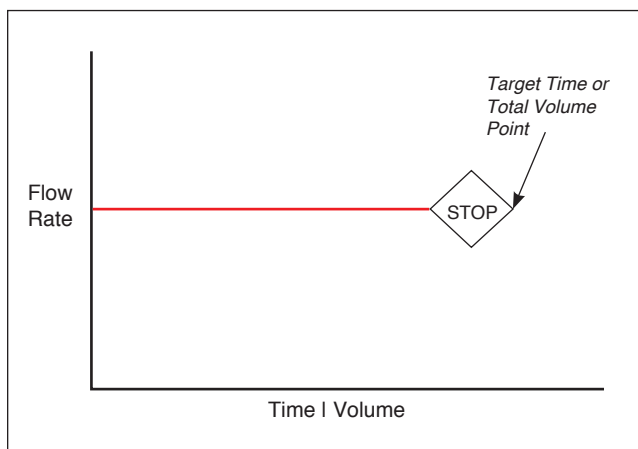 Target Time or
Total Volume
Point
Flow
Rate
STOP
Time | Volume